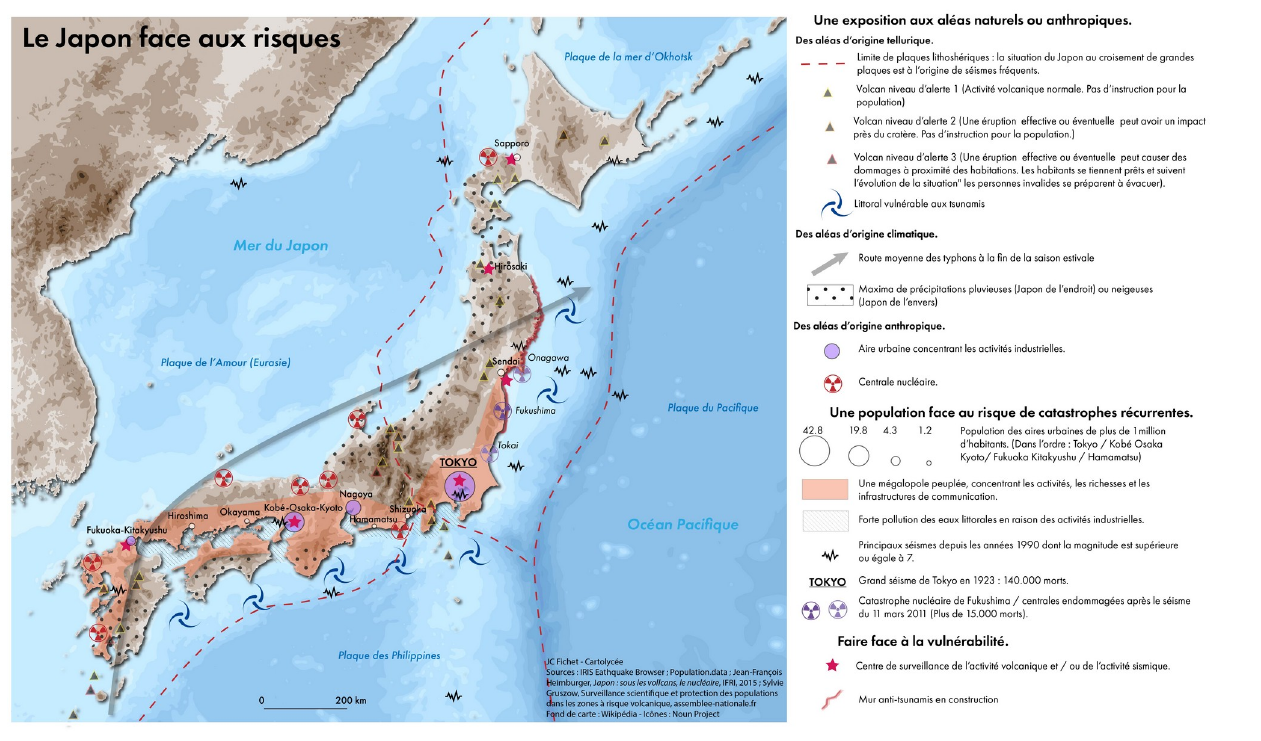 Le Japon face aux risques
Plaque de la mer d'Okhotsk
Sapporo
Mer du Japon
Hirosaki
Plaque de l'Amour (Eurasie)
Sendai
Onagawa
Fukushima
Plaque du Pacifique
Tokai
TOKYO
Nagoya
Kobé-Osaka-Kyoto
Shizuoka
Okayama
Hiroshima
Hamamatsu
Fukuoka-Kitakyushu
Océan Pacifique
Plaque des Philippines
0 200 km
JC Fichet - Cartolycée
Sources : IRIS Eathquake Browser ; Population.data ; Jean-François
Heimburger, Japon : sous les volcans, le nucléaire, IFRI, 2015 ; Sylvie
Gruszow, Surveillance scientifique et protection des populations
dans les zones à risque volcanique, assemblee-nationale.fr
Fond de carte : Wikipédia - Icônes : Noun Project
Une exposition aux aléas naturels ou anthropiques.
Des aléas d'origine tellurique.
Limite de plaques lithoshériques : la situation du Japon au croisement de grandes
plaques est à l'origine de séismes fréquents.
Volcan niveau d'alerte 1 (Activité volcanique normale. Pas d'instruction pour la
population)
Volcan niveau d'alerte 2 (Une éruption effective ou éventuelle peut avoir un impact
près du cratère. Pas d'instruction pour la population.)
Volcan niveau d'alerte 3 (Une éruption effective ou éventuelle peut causer des
dommages à proximité des habitations. Les habitants se tiennent prêts et suivent
l'évolution de la situation" les personnes invalides se préparent à évacuer).
Littoral vulnérable aux tsunamis
Des aléas d'origine climatique.
Route moyenne des typhons à la fin de la saison estivale
Maxima de précipitations pluvieuses (Japon de l'endroit) ou neigeuses
(Japon de l'envers)
Des aléas d'origine anthropique.
Aire urbaine concentrant les activités industrielles.
Centrale nucléaire.
Une population face au risque de catastrophes récurrentes.
42.8 19.8 4.3 1.2
Population des aires urbaines de plus de 1million
d'habitants. (Dans l'ordre : Tokyo / Kobé Osaka
Kyoto/ Fukuoka Kitakyushu / Hamamatsu)
Une mégalopole peuplée, concentrant les activités, les richesses et les
infrastructures de communication.
Forte pollution des eaux littorales en raison des activités industrielles.
Principaux séismes depuis les années 1990 dont la magnitude est supérieure
ou égale à 7.
TOKYO Grand séisme de Tokyo en 1923 : 140.000 morts.
Catastrophe nucléaire de Fukushima / centrales endommagées après le séisme
du 11 mars 2011 (Plus de 15.000 morts).
Faire face à la vulnérabilité.
Centre de surveillance de l'activité volcanique et / ou de l'activité sismique.
Mur anti-tsunamis en construction